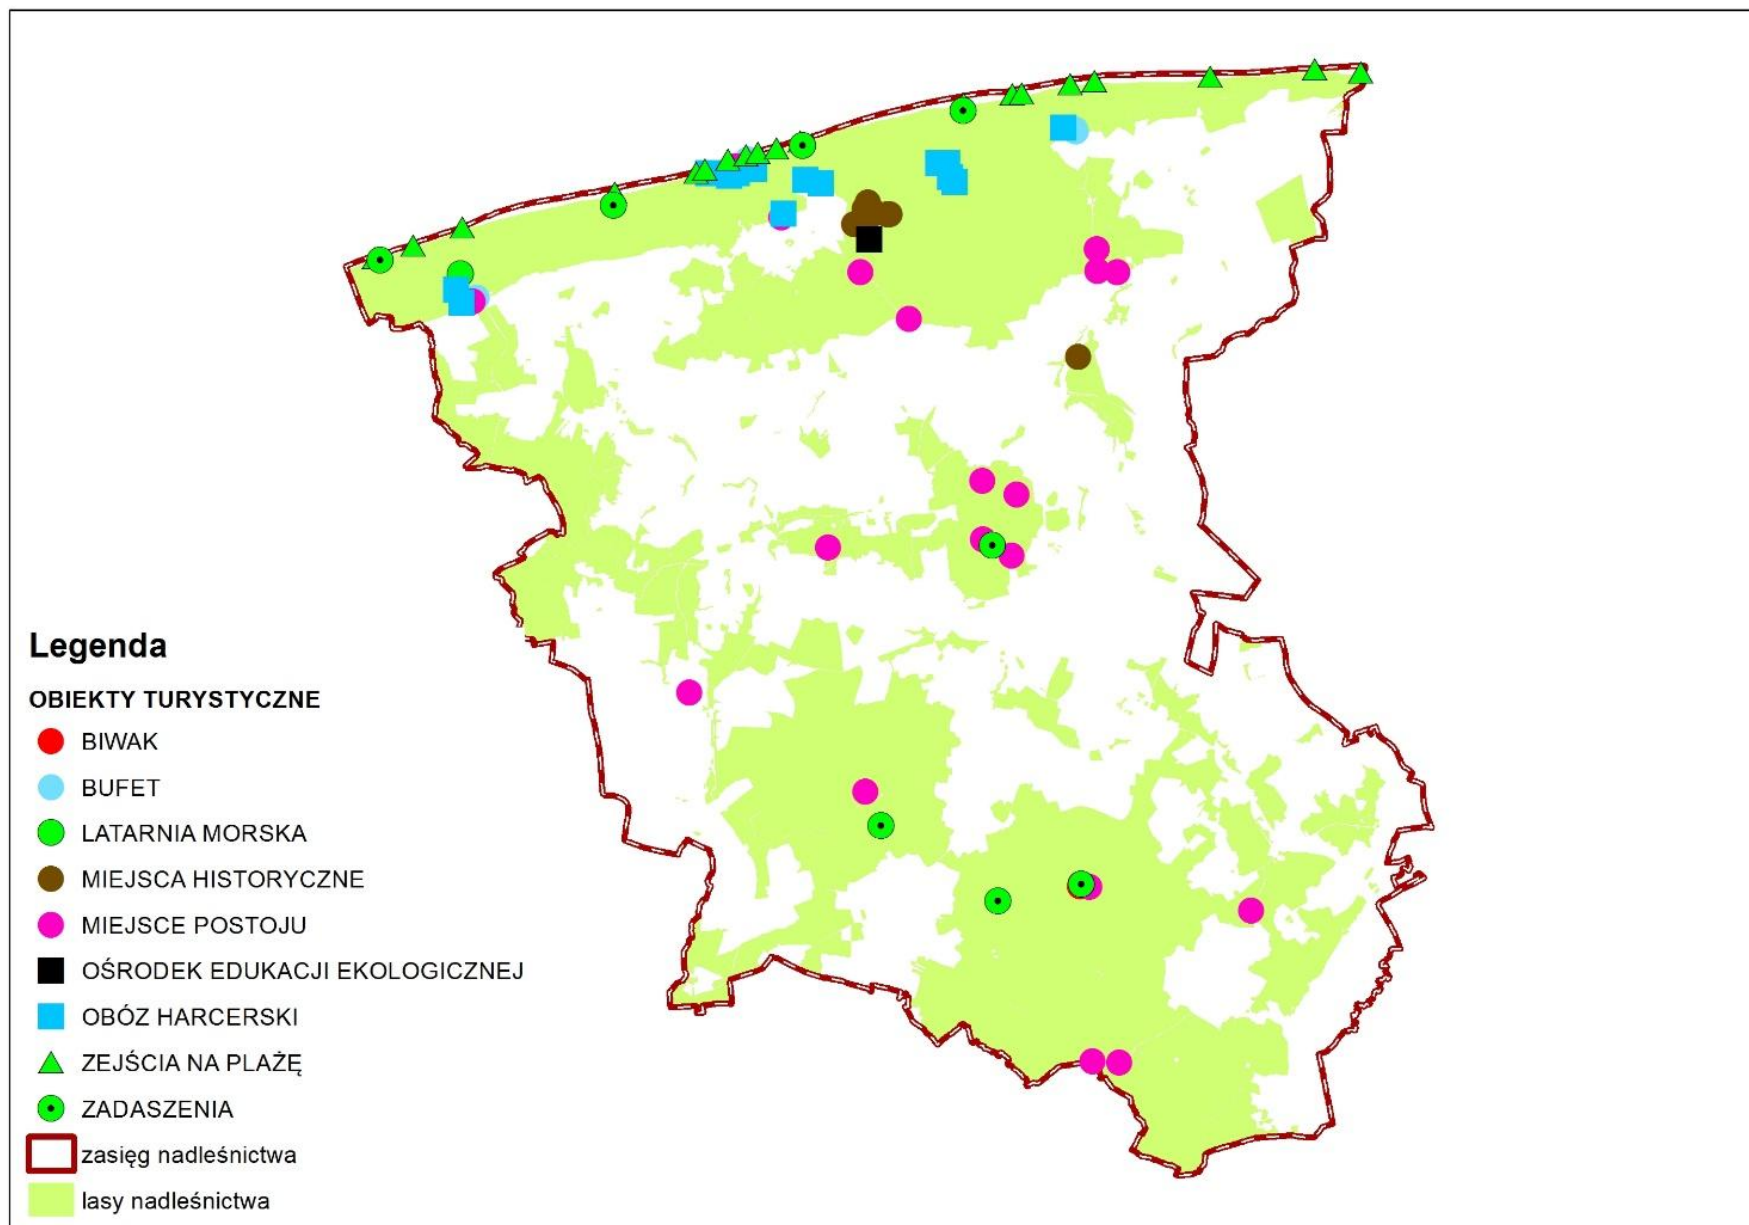 Legenda
OBIEKTY TURYSTYCZNE
BIWAK
BUFET
LATARNIA MORSKA
MIEJSCA HISTORYCZNE
MIEJSCE POSTOJU
OŚRODEK EDUKACJI EKOLOGICZNEJ
OBÓZ HARCERSKI
ZEJŚCIA NA PLAŻĘ
ZADASZENIA
zasięg nadleśnictwa
lasy nadleśnictwa